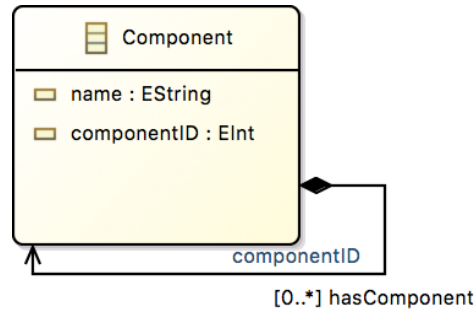 Component
name : EString
componentID : EInt
componentID
[0..*] hasComponent